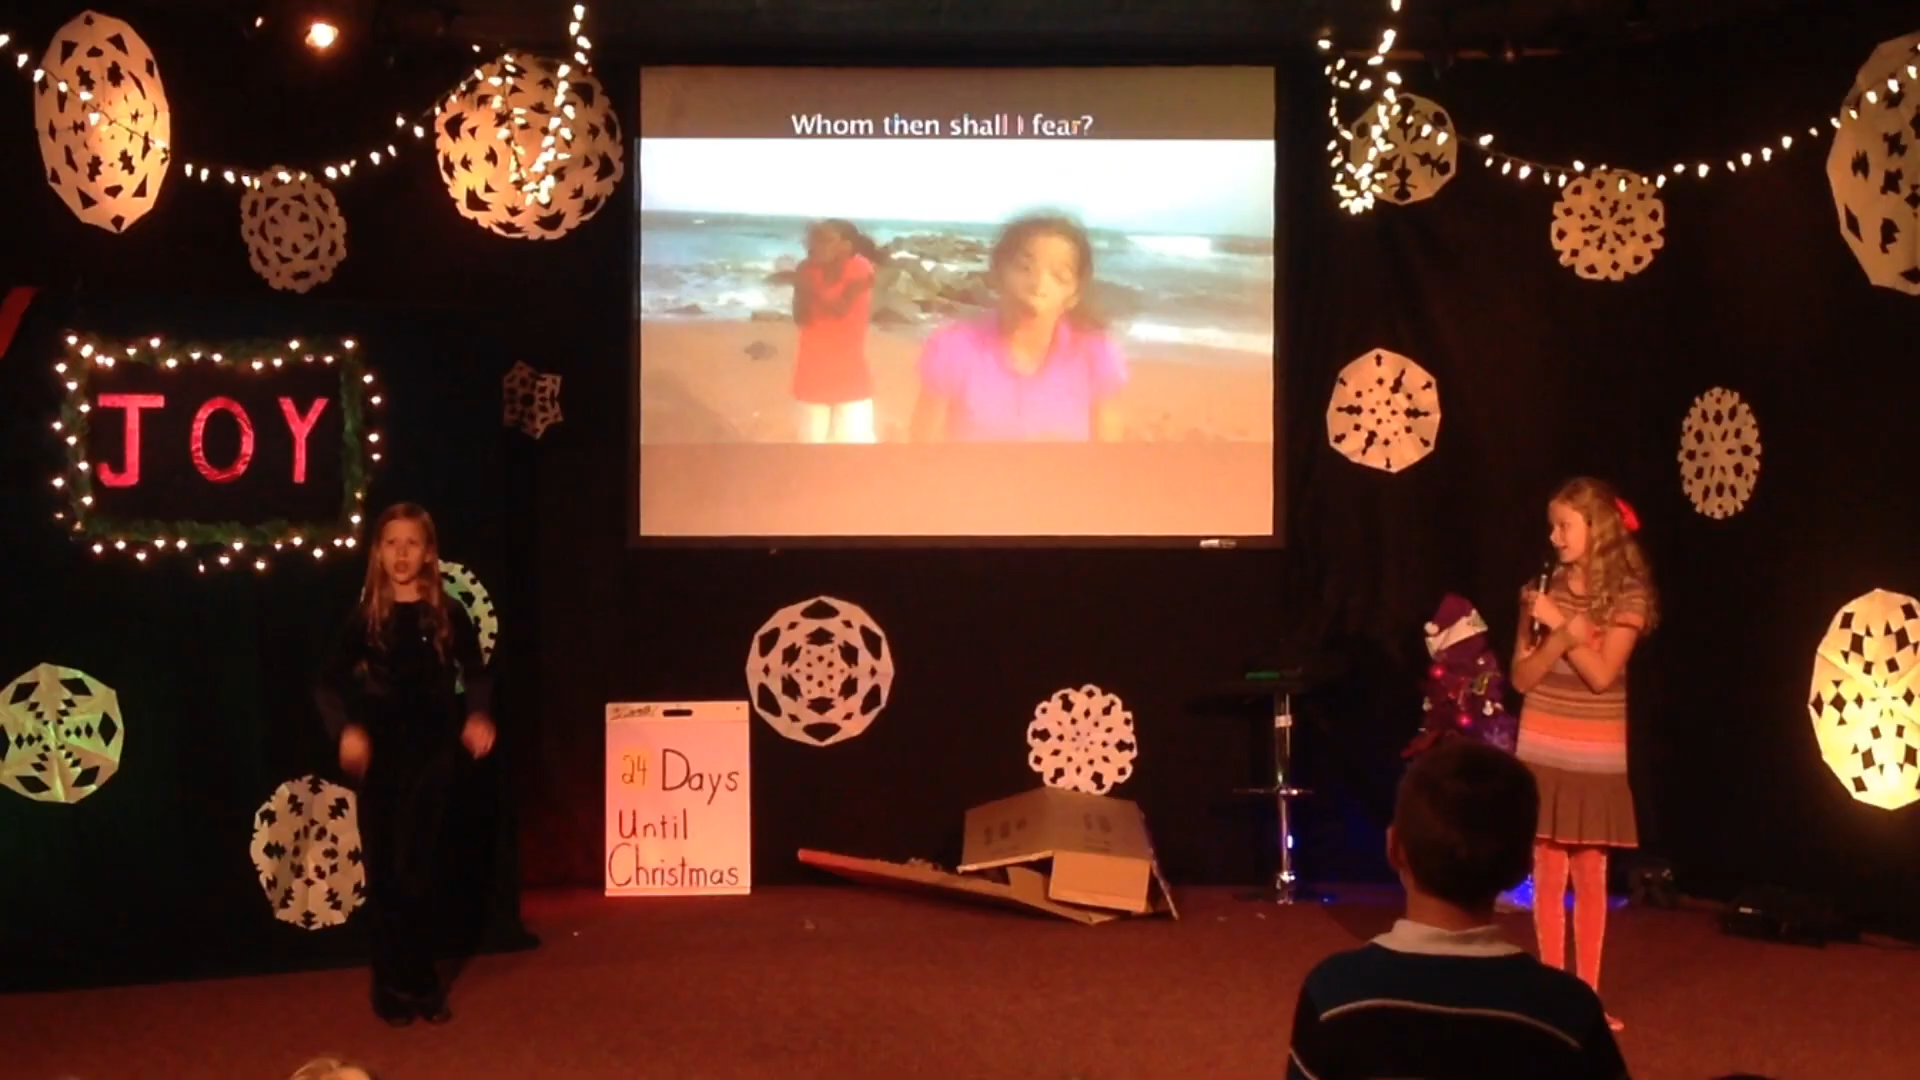 Whom then shall I fear?
JOY
24 Days
Until
Christmas